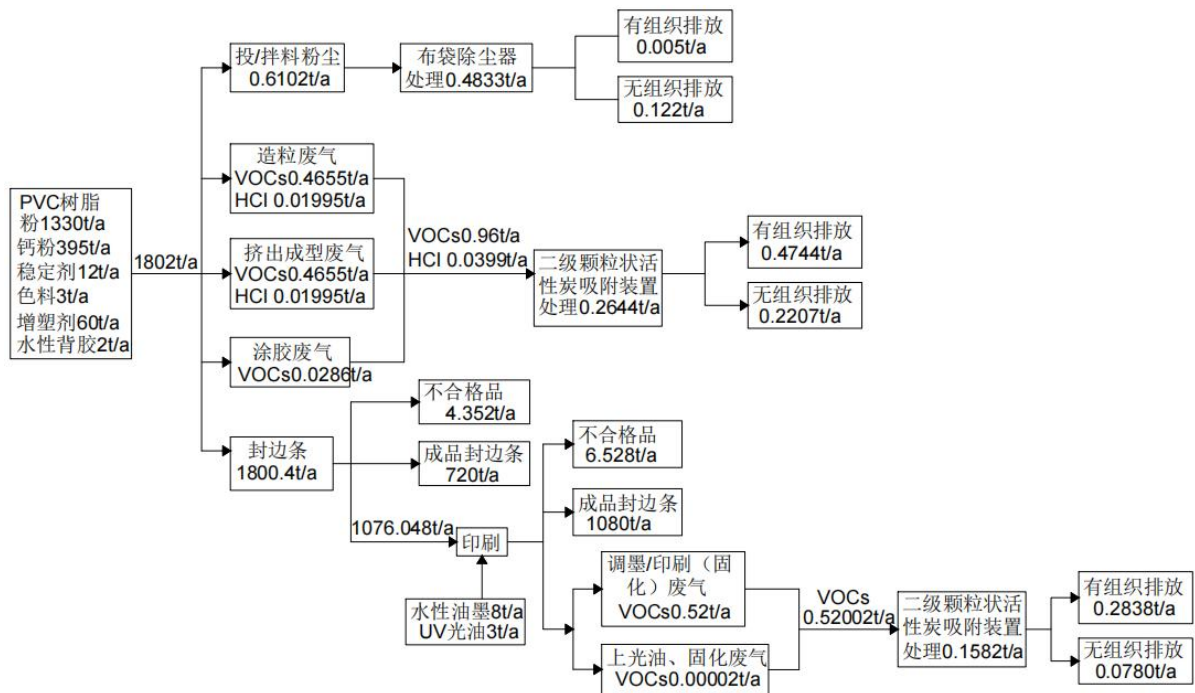 PVC树脂
粉1330t/a
钙粉395t/a
稳定剂12t/a
色料3t/a
增塑剂60t/a
水性背胶2t/a
1802t/a
投/拌料粉尘
0.6102t/a
布袋除尘器
处理0.4833t/a
有组织排放
0.005t/a
无组织排放
0.122t/a
造粒废气
VOCs0.4655t/a
HCl 0.01995t/a
挤出成型废气
VOCs0.4655t/a
HCl 0.01995t/a
涂胶废气
VOCs0.0286t/a
VOCs0.96t/a
HCl 0.0399t/a
二级颗粒状活
性炭吸附装置
处理0.2644t/a
有组织排放
0.4744t/a
无组织排放
0.2207t/a
封边条
1800.4t/a
不合格品
4.352t/a
成品封边条
720t/a
1076.048t/a
印刷
水性油墨8t/a
UV光油3t/a
不合格品
6.528t/a
成品封边条
1080t/a
调墨/印刷（固
化）废气
VOCs0.52t/a
上光油、固化废气
VOCs0.00002t/a
VOCs
0.52002t/a
二级颗粒状活
性炭吸附装置
处理0.1582t/a
有组织排放
0.2838t/a
无组织排放
0.0780t/a